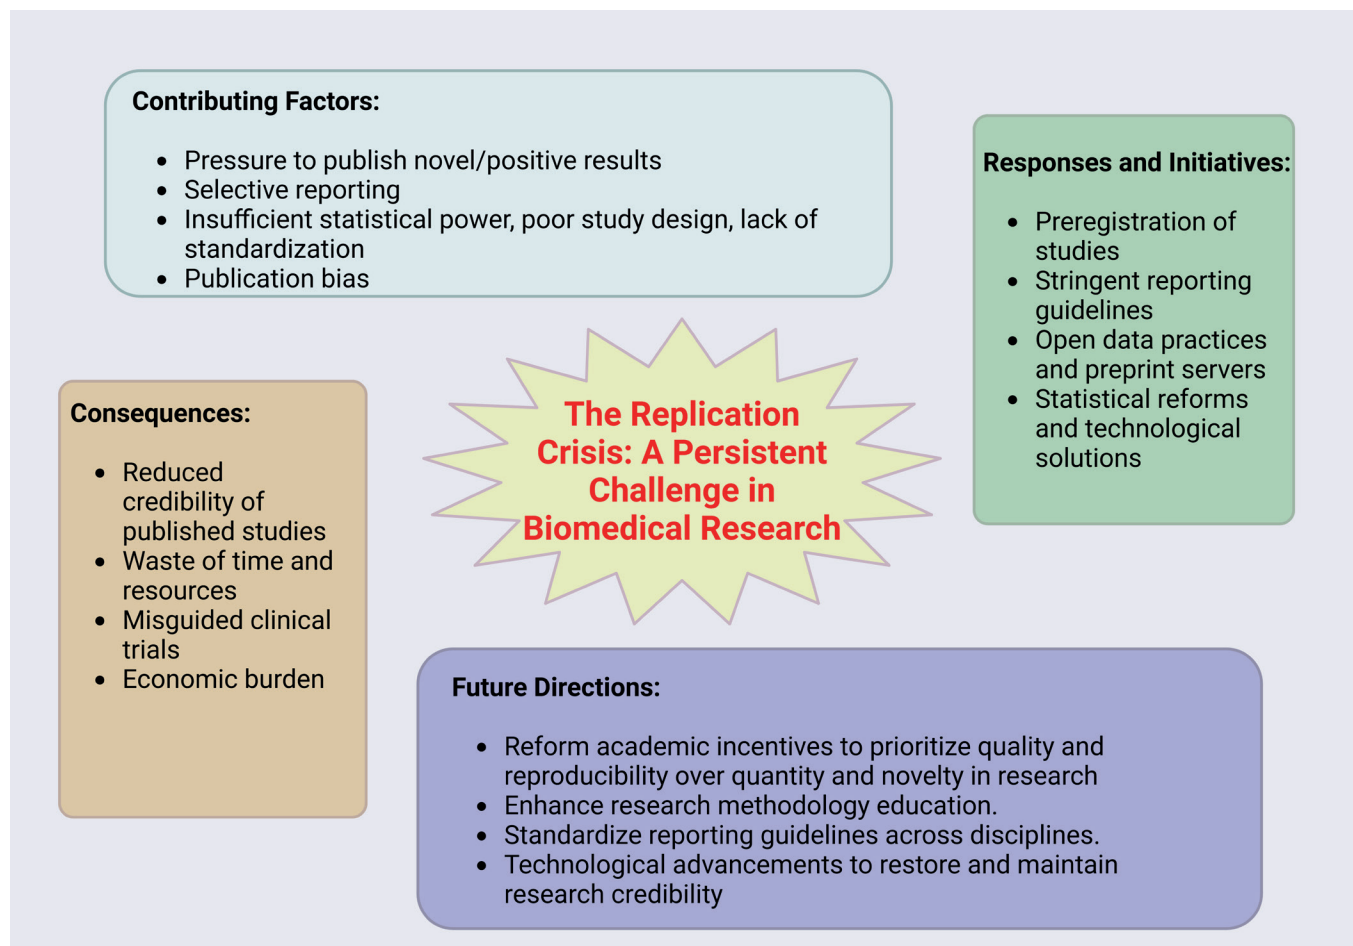 Contributing Factors:
• Pressure to publish novel/positive results
• Selective reporting
• Insufficient statistical power, poor study design, lack of
standardization
• Publication bias
Responses and Initiatives:
• Preregistration of
studies
• Stringent reporting
guidelines
• Open data practices
and preprint servers
• Statistical reforms
and technological
solutions
The Replication
Crisis: A Persistent
Challenge in
Biomedical Research
Consequences:
• Reduced
credibility of
published studies
• Waste of time and
resources
• Misguided clinical
trials
• Economic burden
Future Directions:
• Reform academic incentives to prioritize quality and
reproducibility over quantity and novelty in research
• Enhance research methodology education.
• Standardize reporting guidelines across disciplines.
• Technological advancements to restore and maintain
research credibility